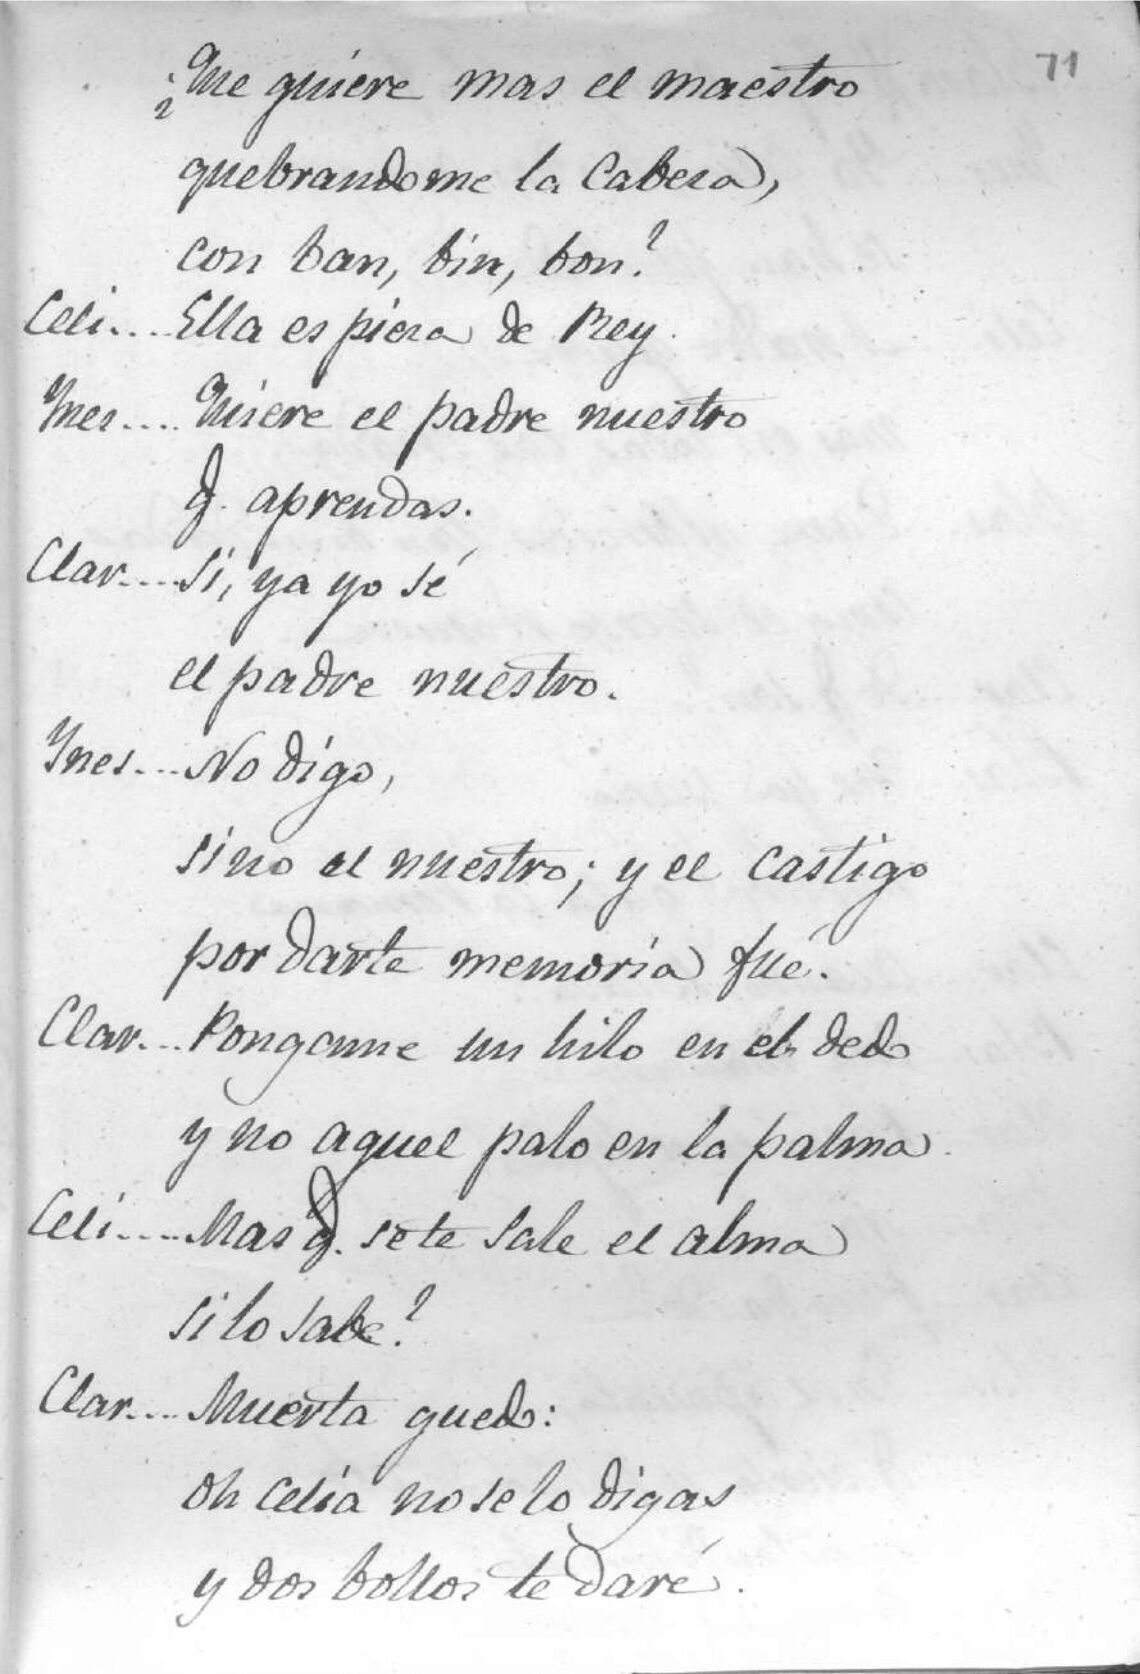 71
¿Que quiere mas el maestro
quebrandome la Cabeza,
con ban, bin, bon?
Celi.... Ella es pieza de Rey.
Ynes.... Quiere el padre nuestro
q. aprendas.
Clar.... Si, ya yo sé
el padre nuestro.
Ynes.... No digo,
sino el nuestro; y el castigo
por darte memoria fué.
Clar.... Pongame un hilo en el dedo
y no aquel palo en la palma.
Celi.... Mas q. se te sale el alma
si lo sabe?
Clar.... Muerta quedo:
oh Celia no se lo digas
y dos bollos te daré.